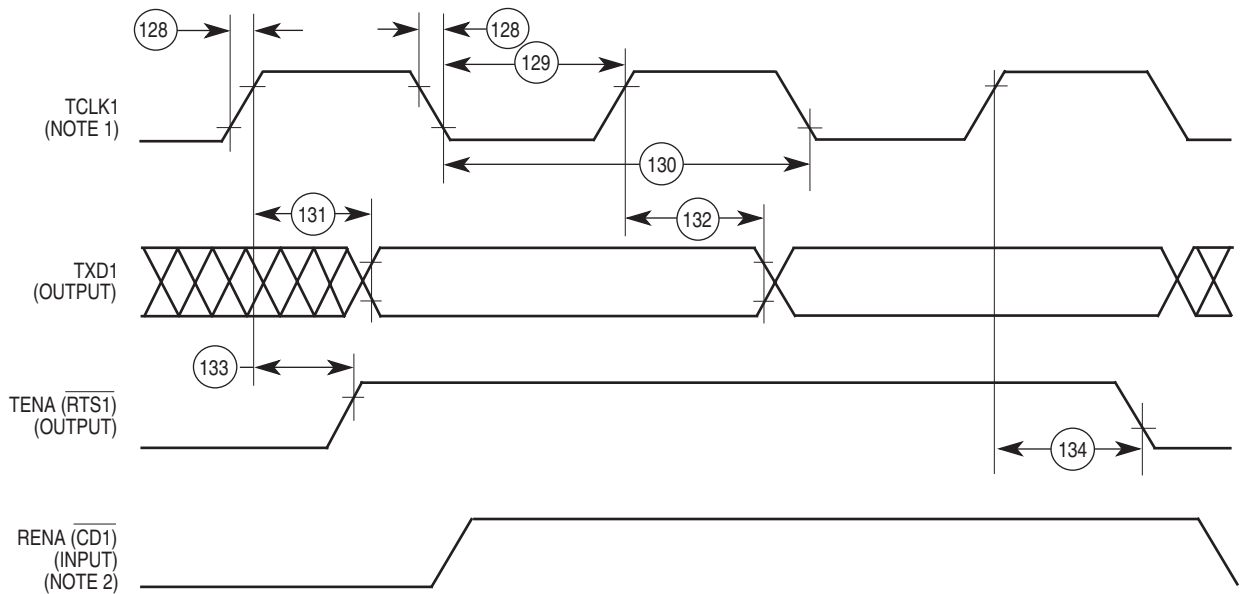 128
128
129
TCLK1
(NOTE 1)
130
131
132
TXD1
(OUTPUT)
133
TENA (RTS1)
(OUTPUT)
134
RENA (CD1)
(INPUT)
(NOTE 2)